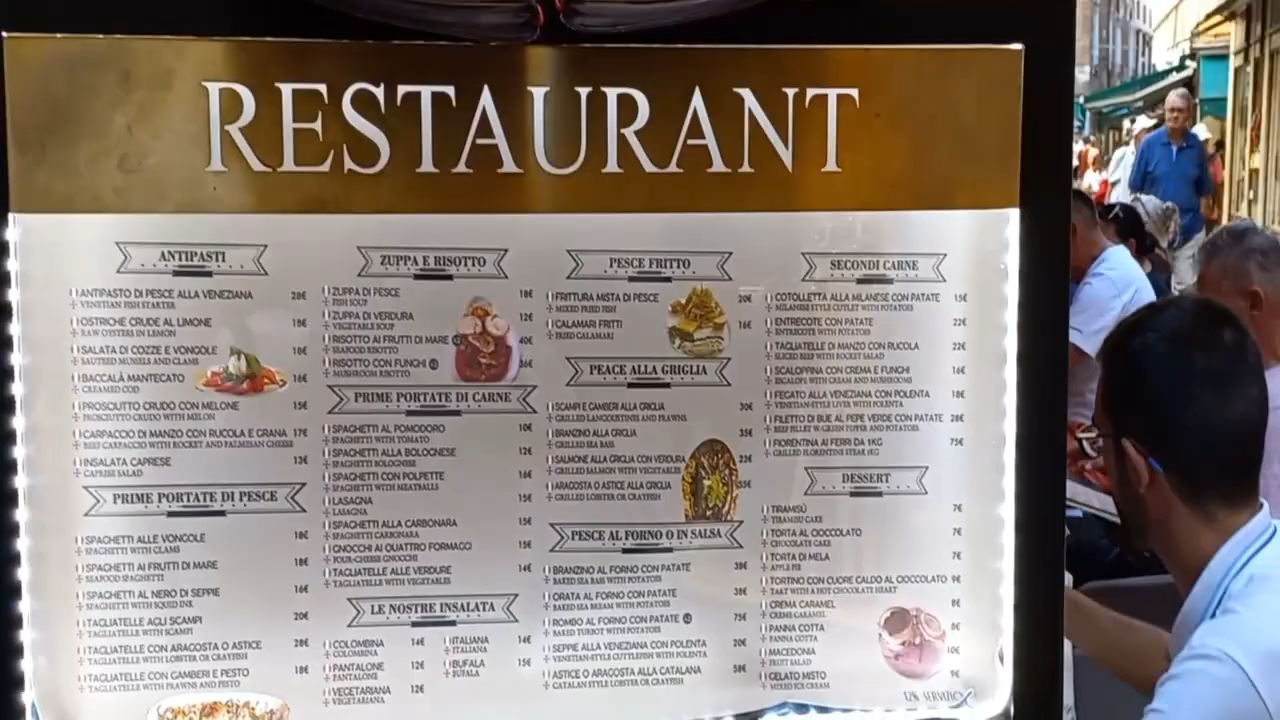 RESTAURANT
ANTIPASTI
ANTIPASTO DI PESCE ALLA VENEZIANA 28€
VENETIAN FISH STARTER
OSTRICHE CRUDE AL LIMONE 18€
RAW OYSTERS IN LEMON
SALATA DI COZZE E VONGOLE 18€
SAUTEED MUSSELS AND CLAMS
BACCALÀ MANTECATO 16€
CREAMED COD
PROSCIUTTO CRUDO CON MELONE 15€
PROSCIUTTO CRUDO WITH MELON
CARPACCIO DI MANZO CON RUCOLA E GRANA 17€
BEEF CARPACCIO WITH ROCKET AND PARMISAN CHEESE
INSALATA CAPRESE 13€
CAPRESE SALAD
PRIME PORTATE DI PESCE
SPAGHETTI ALLE VONGOLE 18€
SPAGHETTI WITH CLAMS
SPAGHETTI AI FRUTTI DI MARE 18€
SEAFOOD SPAGHETTI
SPAGHETTI AL NERO DI SEPPIE 16€
SPAGHETTI WITH SQUID INK
TAGLIATELLE AGLI SCAMPI 20€
TAGLIATELLE WITH SCAMPI
TAGLIATELLE CON ARAGOSTA O ASTICE 28€
TAGLIATELLE WITH LOBSTER OR CRAYFISH
TAGLIATELLE CON GAMBERI E PESTO 18€
TAGLIATELLE WITH PRAWNS AND PESTO
ZUPPA E RISOTTO
ZUPPA DI PESCE 18€
FISH SOUP
ZUPPA DI VERDURA 12€
VEGETABLE SOUP
RISOTTO AI FRUTTI DI MARE 40€
SEAFOOD RISOTTO
RISOTTO CON FUNGHI 36€
MUSHROOM RISOTTO
PRIME PORTATE DI CARNE
SPAGHETTI AL POMODORO 10€
SPAGHETTI WITH TOMATO
SPAGHETTI ALLA BOLOGNESE 12€
SPAGHETTI BOLOGNESE
SPAGHETTI CON POLPETTE 16€
SPAGHETTI WITH MEATBALLS
LASAGNA 15€
LASAGNA
SPAGHETTI ALLA CARBONARA 15€
SPAGHETTI CARBONARA
GNOCCHI AI QUATTRO FORMAGGI 15€
FOUR-CHEESE GNOCCHI
TAGLIATELLE ALLE VERDURE 14€
TAGLIATELLE WITH VEGETABLES
LE NOSTRE INSALATA
COLOMBINA 14€
COLOMBINA
PANTALONE 12€
PANTALONE
VEGETARIANA 12€
VEGETARIANA
ITALIANA 14€
ITALIANA
BUFALA 15€
BUFALA
PESCE FRITTO
FRITTURA MISTA DI PESCE 20€
MIXED FRIED FISH
CALAMARI FRITTI 16€
FRIED CALAMARI
PEACE ALLA GRIGLIA
SCAMPI E GAMBERI ALLA GRIGLIA 30€
GRILLED LANGOUSTINES AND PRAWNS
BRANZINO ALLA GRIGLIA 35€
GRILLED SEA BASS
SALMONE ALLA GRIGLIA CON VERDURA
GRILLED SALMON WITH VEGETABLES
ARAGOSTA O ASTICE ALLA GRIGLIA
GRILLED LOBSTER OR CRAYFISH
PESCE AL FORNO O IN SALSA
BRANZINO AL FORNO CON PATATE 38€
BAKED SEA BASS WITH POTATOES
ORATA AL FORNO CON PATATE 38€
BAKED SEA BREAM WITH POTATOES
ROMBO AL FORNO CON PATATE 75€
BAKED TURBOT WITH POTATOES
SEPPIE ALLA VENEZIANA CON POLENTA 20€
VENETIAN-STYLE CUTTLEFISH WITH POLENTA
ASTICE O ARAGOSTA ALLA CATALANA 58€
CATALAN STYLE LOBSTER OR CRAYFISH
SECONDI CARNE
COTOLLETTA ALLA MILANESE CON PATATE 15€
MILANESE STYLE CUTLET WITH POTATOES
ENTRECOTE CON PATATE 22€
ENTRECOTE WITH POTATOES
TAGLIATELLE DI MANZO CON RUCOLA 22€
SLICED BEEF WITH ROCKET SALAD
SCALOPPINA CON CREMA E FUNGHI 16€
ESCALOPE WITH CREAM AND MUSHROOMS
FEGATO ALLA VENEZIANA CON POLENTA 18€
VENETIAN-STYLE LIVER WITH POLENTA
FILETTO DI BUE AL PEPE VERDE CON PATATE 28€
BEEF FILLET W. GREEN PEPPER AND POTATOES
FIORENTINA AI FERRI DA 1KG 75€
GRILLED FLORENTINE STEAK 1KG
DESSERT
TIRAMISÙ 7€
TIRAMISU CAKE
TORTA AL CIOCCOLATO 7€
CHOCOLATE CAKE
TORTA DI MELA 7€
APPLE PIE
TORTINO CON CUORE CALDO AL CIOCCOLATO 9€
TART WITH A HOT CHOCOLATE HEART
CREMA CARAMEL 8€
CREME CARAMEL
PANNA COTTA 8€
PANNA COTTA
MACEDONIA 10€
FRUIT SALAD
GELATO MISTO 9€
MIXED ICE CREAM
12% SERVIZIO